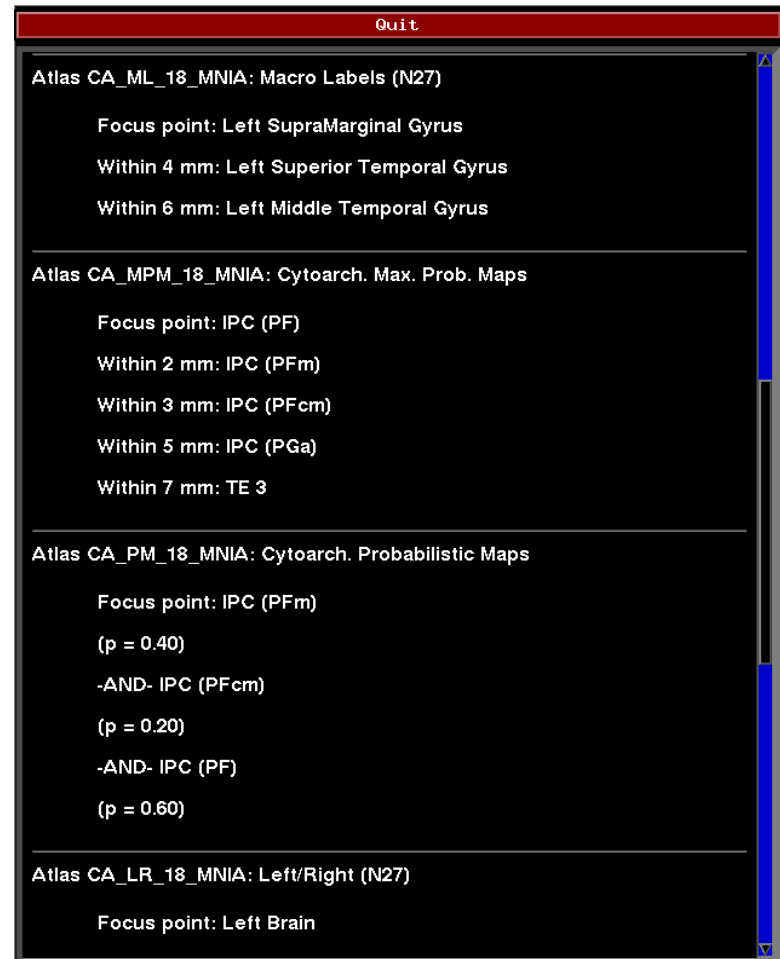 Quit
Atlas CA_ML_18_MNIA: Macro Labels (N27)
Focus point: Left SupraMarginal Gyrus
Within 4 mm: Left Superior Temporal Gyrus
Within 6 mm: Left Middle Temporal Gyrus
Atlas CA_MPM_18_MNIA: Cytoarch. Max. Prob. Maps
Focus point: IPC (PF)
Within 2 mm: IPC (PFm)
Within 3 mm: IPC (PFcm)
Within 5 mm: IPC (PGa)
Within 7 mm: TE 3
Atlas CA_PM_18_MNIA: Cytoarch. Probabilistic Maps
Focus point: IPC (PFm)
(p = 0.40)
-AND- IPC (PFcm)
(p = 0.20)
-AND- IPC (PF)
(p = 0.60)
Atlas CA_LR_18_MNIA: Left/Right (N27)
Focus point: Left Brain